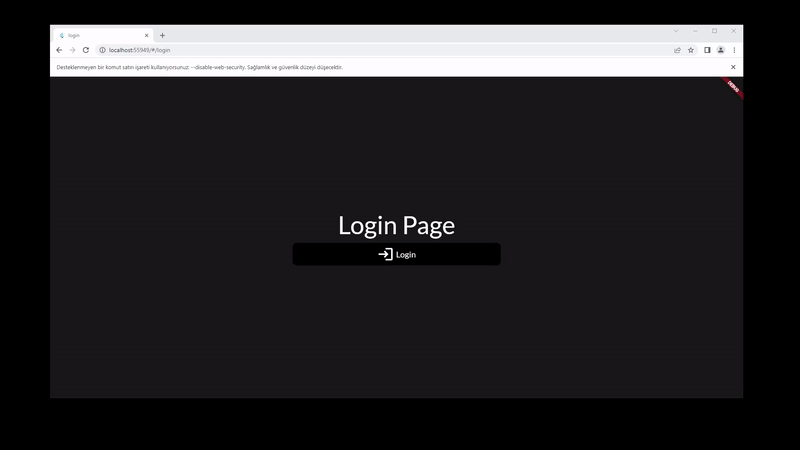 login
localhost:55949/#/login
Desteklenmeyen bir komut satırı işareti kullanıyorsunuz: --disable-web-security. Sağlamlık ve güvenlik düzeyi düşecektir.
DEBUG
Login Page
Login